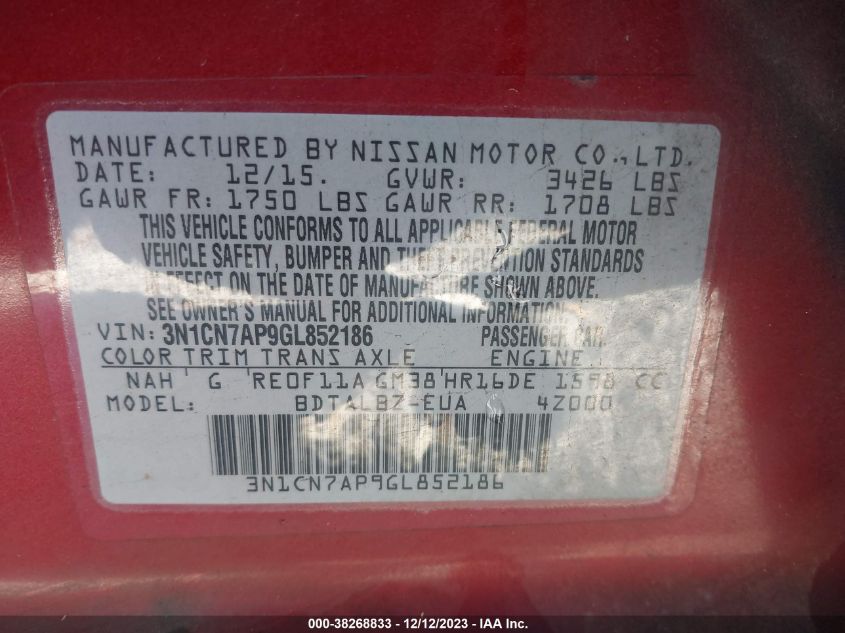 MANUFACTURED BY NISSAN MOTOR CO., LTD.
DATE: 12/15. GVWR: 3426 LBS
GAWR FR: 1750 LBS GAWR RR: 1708 LBS
THIS VEHICLE CONFORMS TO ALL APPLICABLE FEDERAL MOTOR
VEHICLE SAFETY, BUMPER AND THEFT PREVENTION STANDARDS
IN EFFECT ON THE DATE OF MANUFACTURE SHOWN ABOVE.
SEE OWNER'S MANUAL FOR ADDITIONAL INFORMATION.
VIN: 3N1CN7AP9GL852186 PASSENGER CAR.
COLOR TRIM TRANS AXLE ENGINE
NAH G RE0F11A GM38 HR16DE 1598 CC
MODEL: BDTALBZ-EUA 4Z000
3N1CN7AP9GL852186
000-38268833 - 12/12/2023 - IAA Inc.